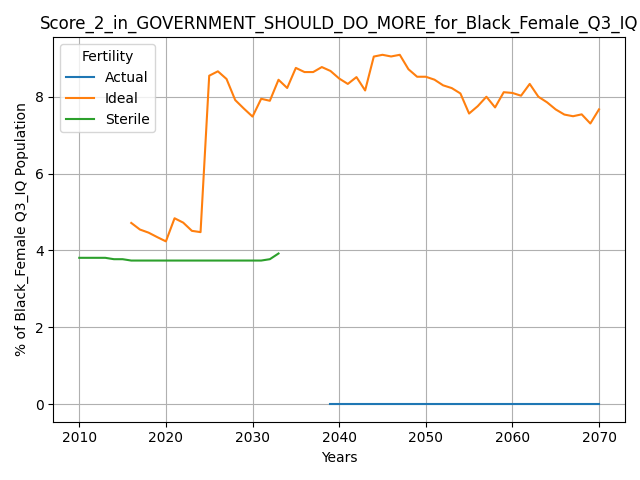 Score_2_in_GOVERNMENT_SHOULD_DO_MORE_for_Black_Female_Q3_IQ
Fertility
Actual
Ideal
Sterile
% of Black_Female Q3_IQ Population
8
6
4
2
0
2010 2020 2030 2040 2050 2060 2070
Years